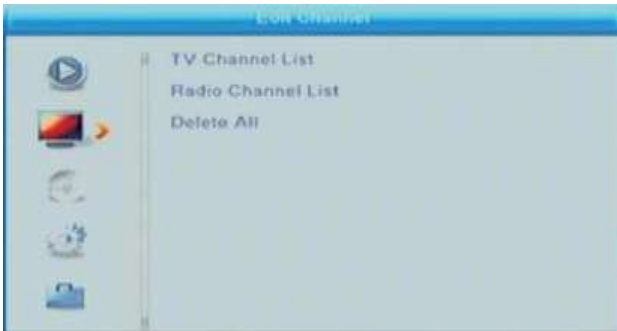 Edit Channel
TV Channel List
Radio Channel List
Delete All